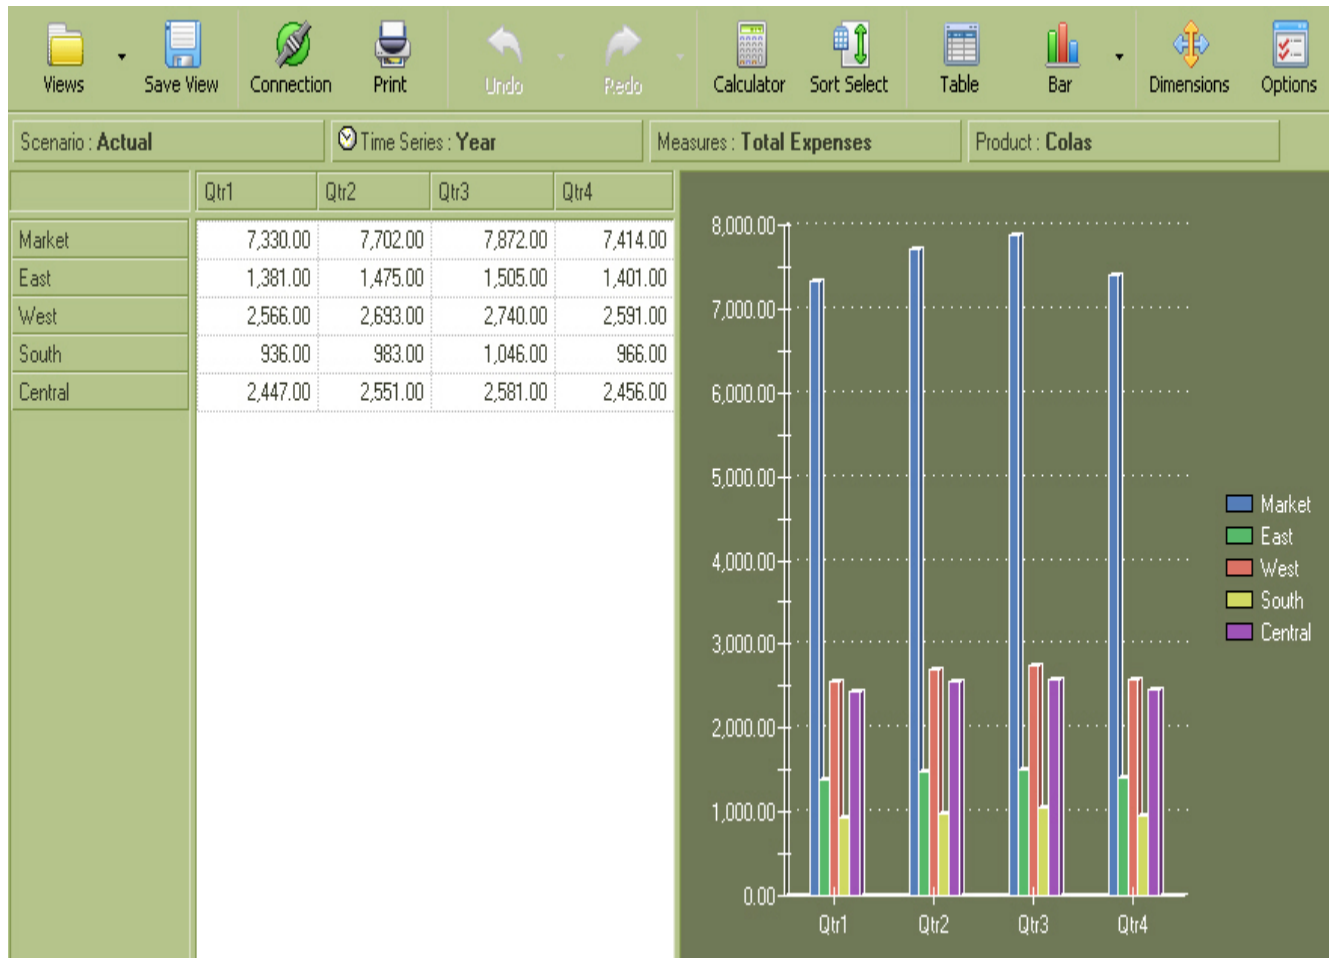 Views Save View Connection Print Undo Redo Calculator Sort Select Table Bar Dimensions Options
Scenario : Actual Time Series : Year Measures : Total Expenses Product : Colas
Qtr1 Qtr2 Qtr3 Qtr4
Market 7,330.00 7,702.00 7,872.00 7,414.00
East 1,381.00 1,475.00 1,505.00 1,401.00
West 2,566.00 2,693.00 2,740.00 2,591.00
South 936.00 983.00 1,046.00 966.00
Central 2,447.00 2,551.00 2,581.00 2,456.00
8,000.00
7,000.00
6,000.00
5,000.00
4,000.00
3,000.00
2,000.00
1,000.00
0.00
Qtr1 Qtr2 Qtr3 Qtr4
Market
East
West
South
Central